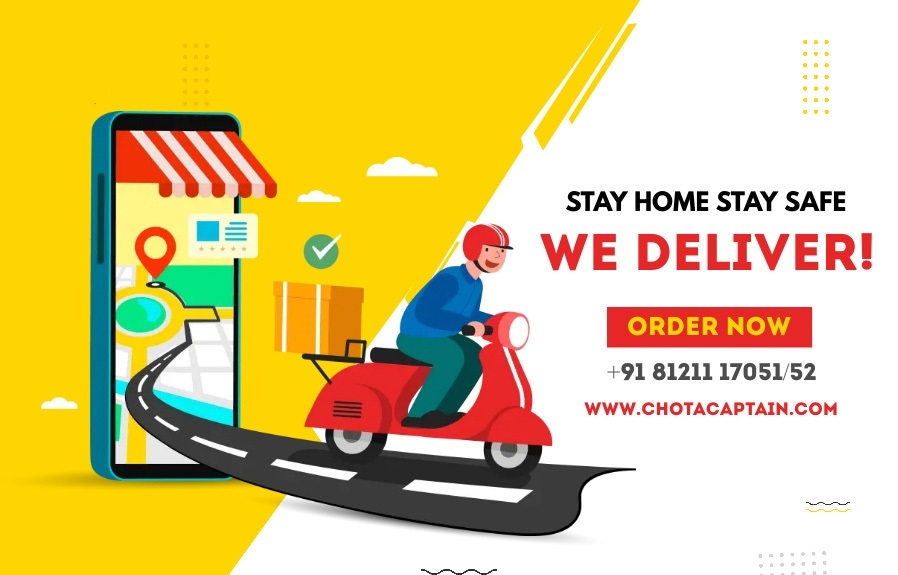 STAY HOME STAY SAFE
WE DELIVER!
ORDER NOW
+91 81211 17051/52
WWW.CHOTACAPTAIN.COM